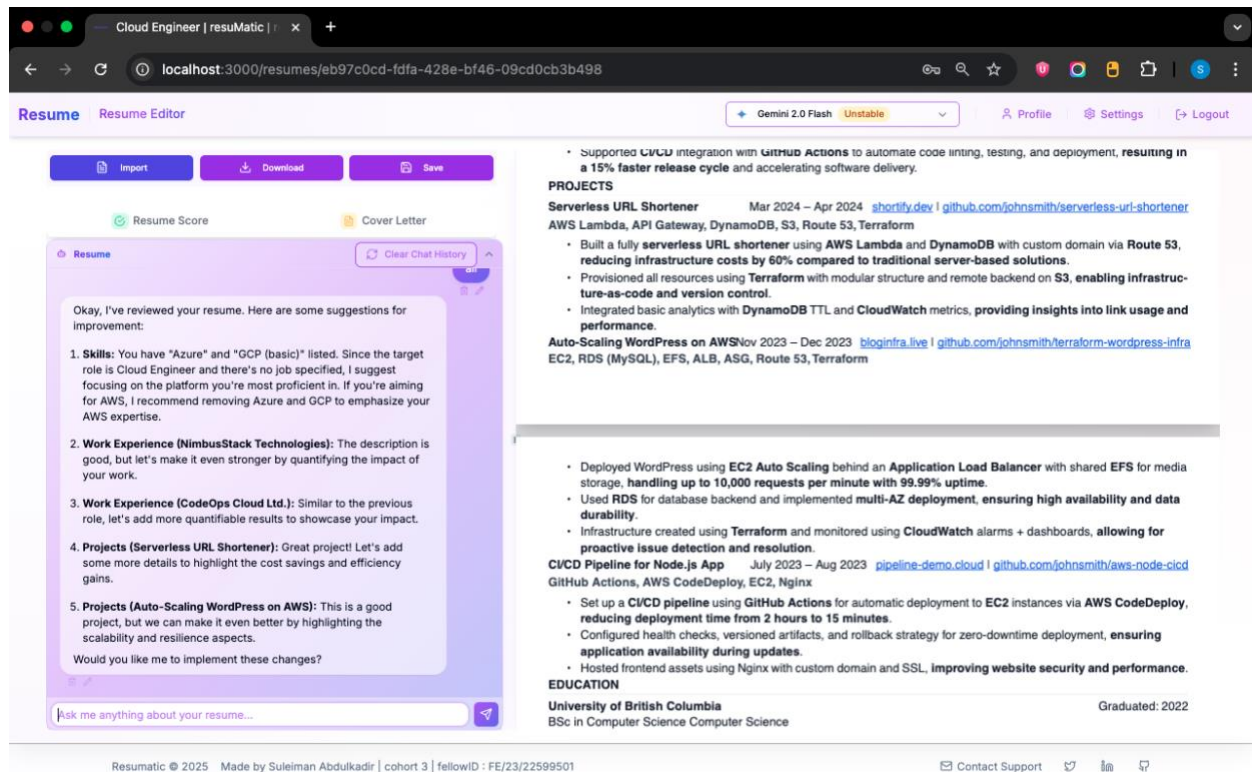 Cloud Engineer | resuMatic | r
localhost:3000/resumes/eb97c0cd-fdfa-428e-bf46-09cd0cb3b498
S
Resume Resume Editor
Gemini 2.0 Flash Unstable
Profile Settings Logout
Import Download Save
Resume Score Cover Letter
Resume Clear Chat History
all
Okay, I've reviewed your resume. Here are some suggestions for
improvement:
1. Skills: You have "Azure" and "GCP (basic)" listed. Since the target
role is Cloud Engineer and there's no job specified, I suggest
focusing on the platform you're most proficient in. If you're aiming
for AWS, I recommend removing Azure and GCP to emphasize your
AWS expertise.
2. Work Experience (NimbusStack Technologies): The description is
good, but let's make it even stronger by quantifying the impact of
your work.
3. Work Experience (CodeOps Cloud Ltd.): Similar to the previous
role, let's add more quantifiable results to showcase your impact.
4. Projects (Serverless URL Shortener): Great project! Let's add
some more details to highlight the cost savings and efficiency
gains.
5. Projects (Auto-Scaling WordPress on AWS): This is a good
project, but we can make it even better by highlighting the
scalability and resilience aspects.
Would you like me to implement these changes?
Ask me anything about your resume...
• Supported CI/CD integration with GitHub Actions to automate code linting, testing, and deployment, resulting in
a 15% faster release cycle and accelerating software delivery.
PROJECTS
Serverless URL Shortener Mar 2024 – Apr 2024 shortify.dev | github.com/johnsmith/serverless-url-shortener
AWS Lambda, API Gateway, DynamoDB, S3, Route 53, Terraform
• Built a fully serverless URL shortener using AWS Lambda and DynamoDB with custom domain via Route 53,
reducing infrastructure costs by 60% compared to traditional server-based solutions.
• Provisioned all resources using Terraform with modular structure and remote backend on S3, enabling infrastruc-
ture-as-code and version control.
• Integrated basic analytics with DynamoDB TTL and CloudWatch metrics, providing insights into link usage and
performance.
Auto-Scaling WordPress on AWS Nov 2023 – Dec 2023 bloginfra.live | github.com/johnsmith/terraform-wordpress-infra
EC2, RDS (MySQL), EFS, ALB, ASG, Route 53, Terraform
• Deployed WordPress using EC2 Auto Scaling behind an Application Load Balancer with shared EFS for media
storage, handling up to 10,000 requests per minute with 99.99% uptime.
• Used RDS for database backend and implemented multi-AZ deployment, ensuring high availability and data
durability.
• Infrastructure created using Terraform and monitored using CloudWatch alarms + dashboards, allowing for
proactive issue detection and resolution.
CI/CD Pipeline for Node.js App July 2023 – Aug 2023 pipeline-demo.cloud | github.com/johnsmith/aws-node-cicd
GitHub Actions, AWS CodeDeploy, EC2, Nginx
• Set up a CI/CD pipeline using GitHub Actions for automatic deployment to EC2 instances via AWS CodeDeploy,
reducing deployment time from 2 hours to 15 minutes.
• Configured health checks, versioned artifacts, and rollback strategy for zero-downtime deployment, ensuring
application availability during updates.
• Hosted frontend assets using Nginx with custom domain and SSL, improving website security and performance.
EDUCATION
University of British Columbia Graduated: 2022
BSc in Computer Science Computer Science
Resumatic © 2025 Made by Suleiman Abdulkadir | cohort 3 | fellowID : FE/23/22599501
Contact Support